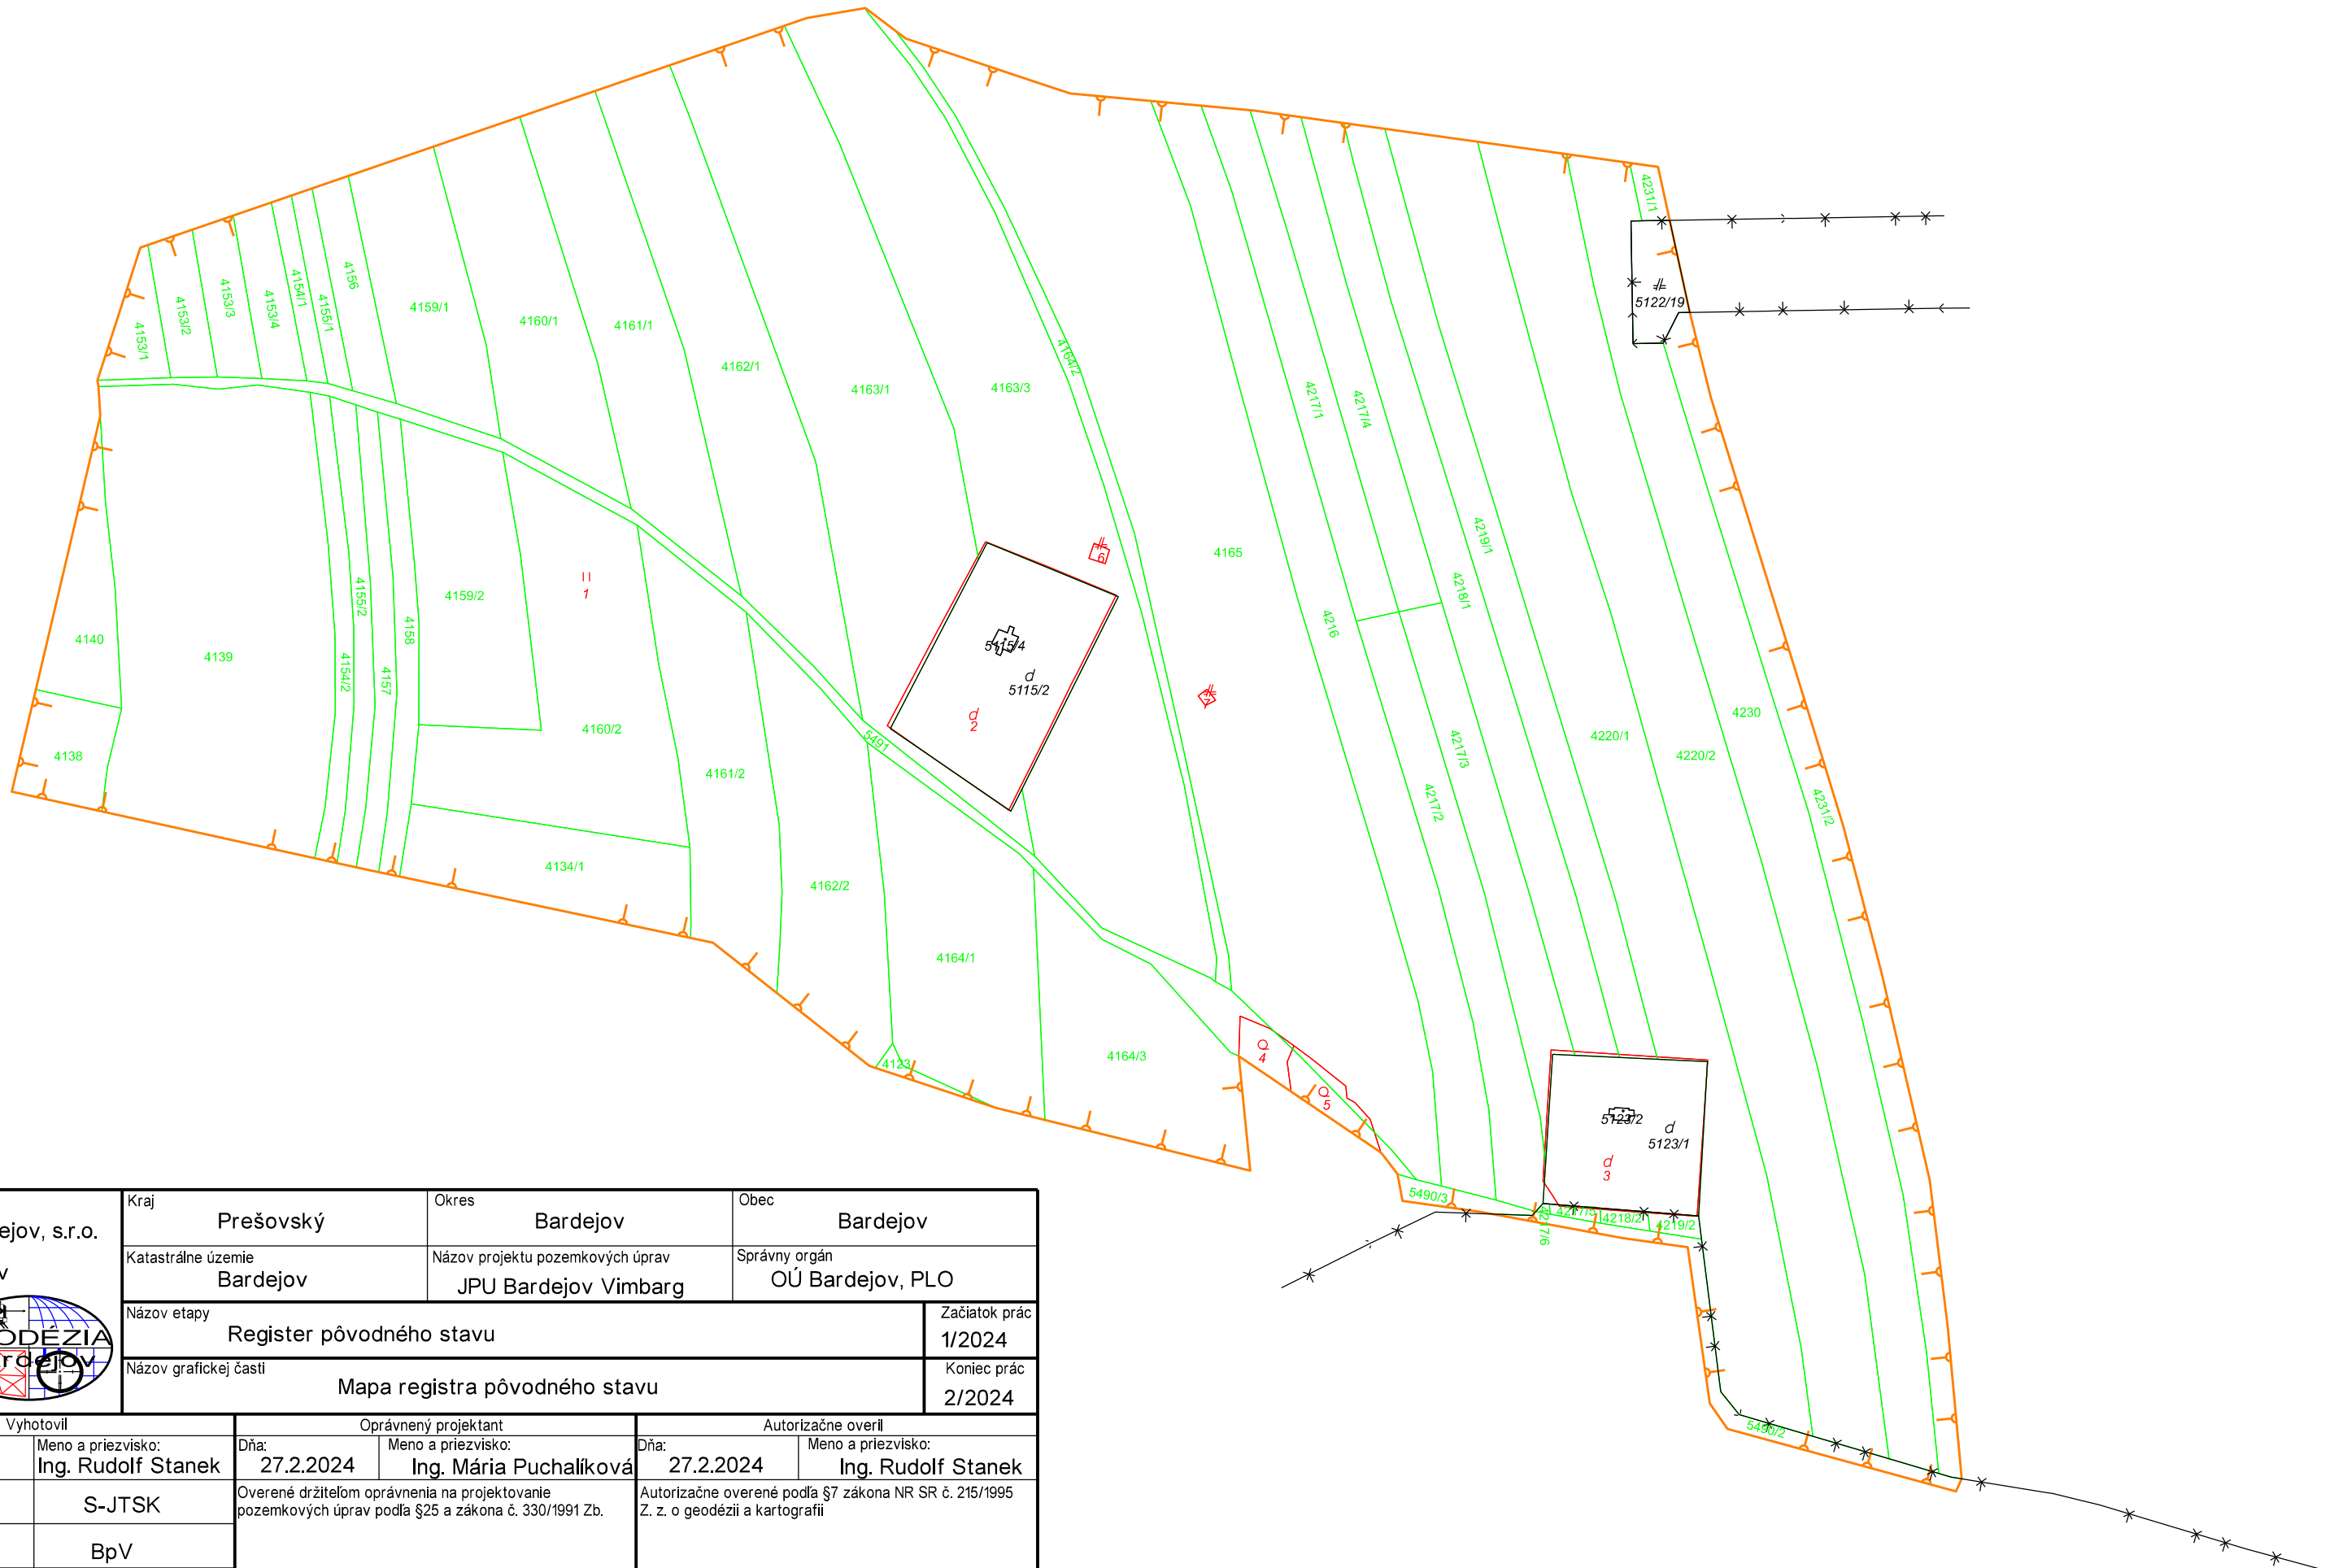 4231/1
5122/19
4156
4154/1
4155/1
4153/4
4153/3
4153/2
4153/1
4159/1
4160/1
4161/1
4162/1
4163/1
4163/3
4164/2
4217/1
4217/4
4165
4219/1
4218/1
4216
6
1
4159/2
4155/2
4158
4140
4139
4154/2
4157
5115/4
d
5115/2
d
2
4160/2
5491
4138
4161/2
4220/1
4230
4220/2
4217/3
4217/2
4231/2
4134/1
4162/2
4164/1
4123
4164/3
4
5
5123/2
d
5123/1
d
3
5490/3
4217/6
4217/5
4218/2
4219/2
5490/2
ejov, s.r.o.
Kraj
Prešovský
Okres
Bardejov
Obec
Bardejov
Katastrálne územie
Bardejov
Názov projektu pozemkových úprav
JPU Bardejov Vimbarg
Správny orgán
OÚ Bardejov, PLO
Názov etapy
Register pôvodného stavu
Začiatok prác
1/2024
ODÉZIA
rdejov
Názov grafickej časti
Mapa registra pôvodného stavu
Koniec prác
2/2024
Vyhotovil
Oprávnený projektant
Autorizačne overil
Meno a priezvisko:
Ing. Rudolf Stanek
Dňa:
27.2.2024
Meno a priezvisko:
Ing. Mária Puchalíková
Dňa:
27.2.2024
Meno a priezvisko:
Ing. Rudolf Stanek
S-JTSK
Overené držiteľom oprávnenia na projektovanie
pozemkových úprav podľa §25 a zákona č. 330/1991 Zb.
Autorizačne overené podľa §7 zákona NR SR č. 215/1995
Z. z. o geodézii a kartografii
BpV